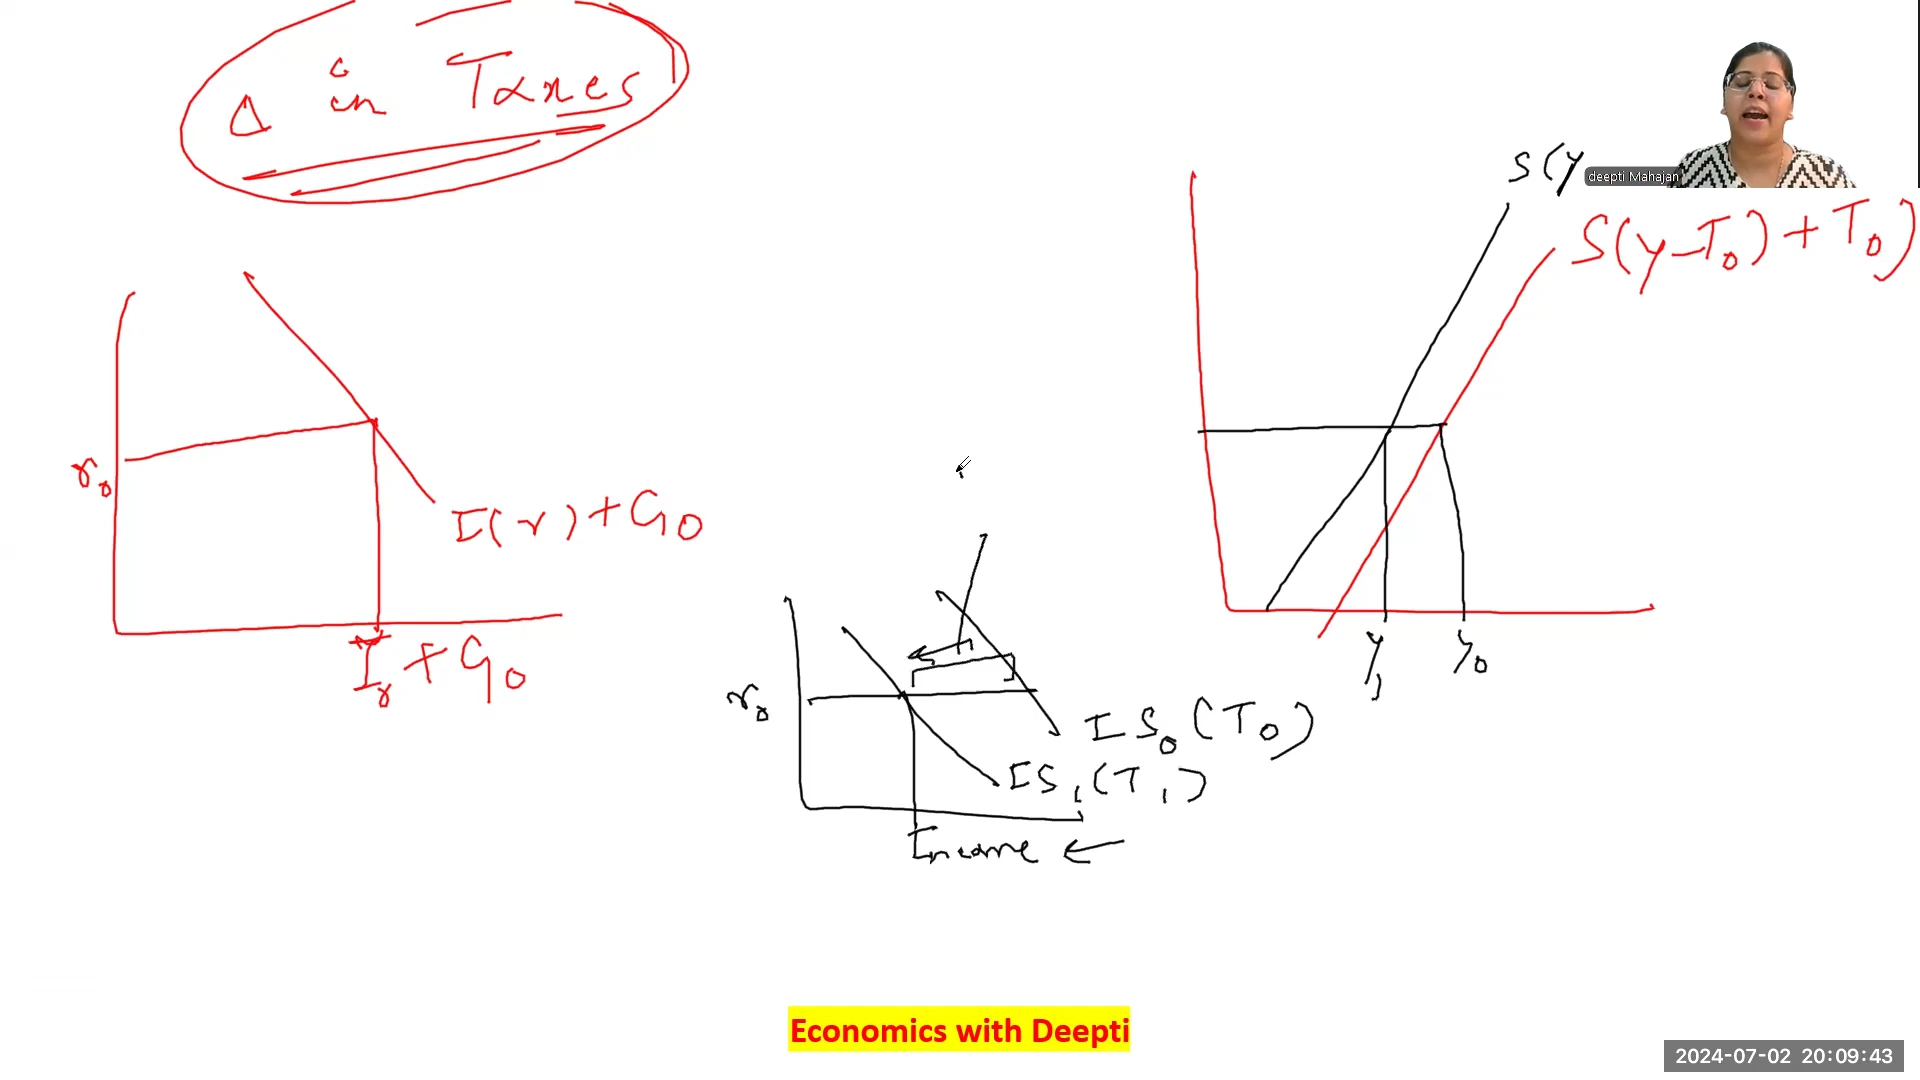 Δ in Taxes
S(y
deepti Mahajan
S(y-T₀)+T₀)
r₀
I(r)+G₀
Iᵣ+G₀
y₁
y₀
r₀
IS₀(T₀)
IS₁(T₁)
Income ←
Economics with Deepti
2024-07-02 20:09:43